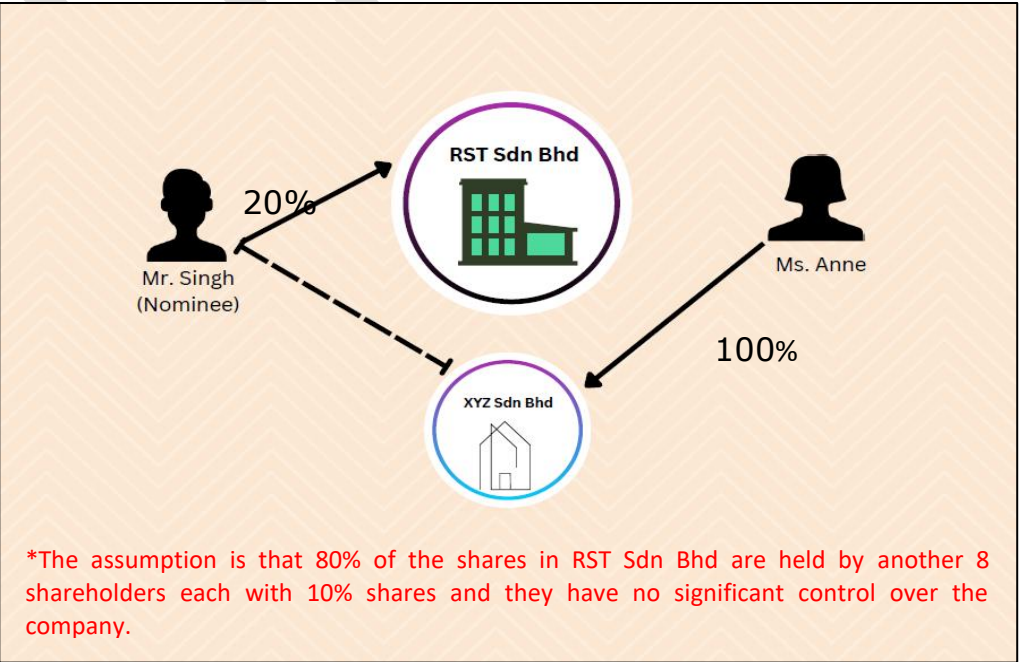 RST Sdn Bhd
20%
Mr. Singh
(Nominee)
Ms. Anne
100%
XYZ Sdn Bhd
*The assumption is that 80% of the shares in RST Sdn Bhd are held by another 8
shareholders each with 10% shares and they have no significant control over the
company.